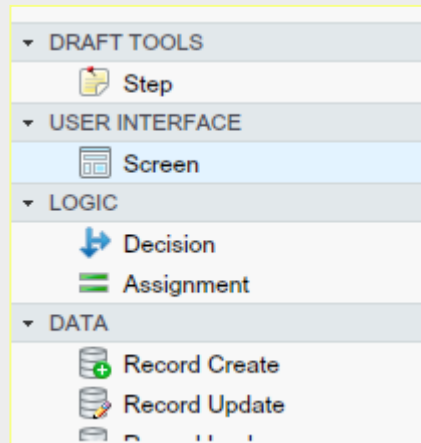 DRAFT TOOLS
Step
USER INTERFACE
Screen
LOGIC
Decision
Assignment
DATA
Record Create
Record Update